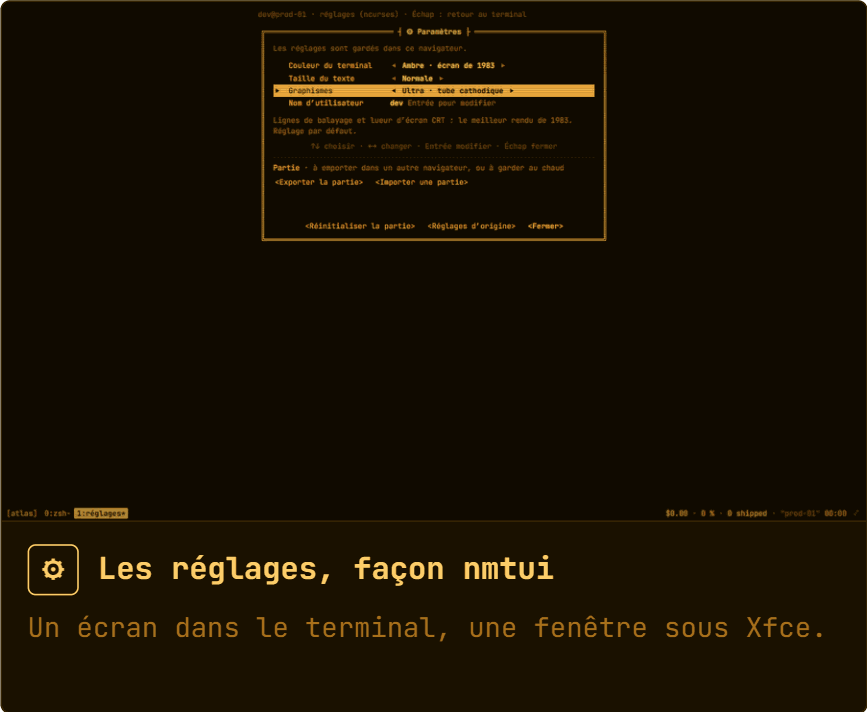 dev@prod-01 · réglages (ncurses) · Échap : retour au terminal
┤ ⚙ Paramètres ├
Les réglages sont gardés dans ce navigateur.
Couleur du terminal ◂ Ambre · écran de 1983 ▸
Taille du texte ◂ Normale ▸
▸ Graphismes ◂ Ultra · tube cathodique ▸
Nom d’utilisateur dev Entrée pour modifier
Lignes de balayage et lueur d’écran CRT : le meilleur rendu de 1983.
Réglage par défaut.
↑↓ choisir · ←→ changer · Entrée modifier · Échap fermer
Partie · à emporter dans un autre navigateur, ou à garder au chaud
<Exporter la partie> <Importer une partie>
<Réinitialiser la partie> <Réglages d’origine> <Fermer>
[atlas] 0:zsh- 1:réglages* $0.00 · 0 % · 0 shipped · "prod-01" 00:00
Les réglages, façon nmtui
Un écran dans le terminal, une fenêtre sous Xfce.